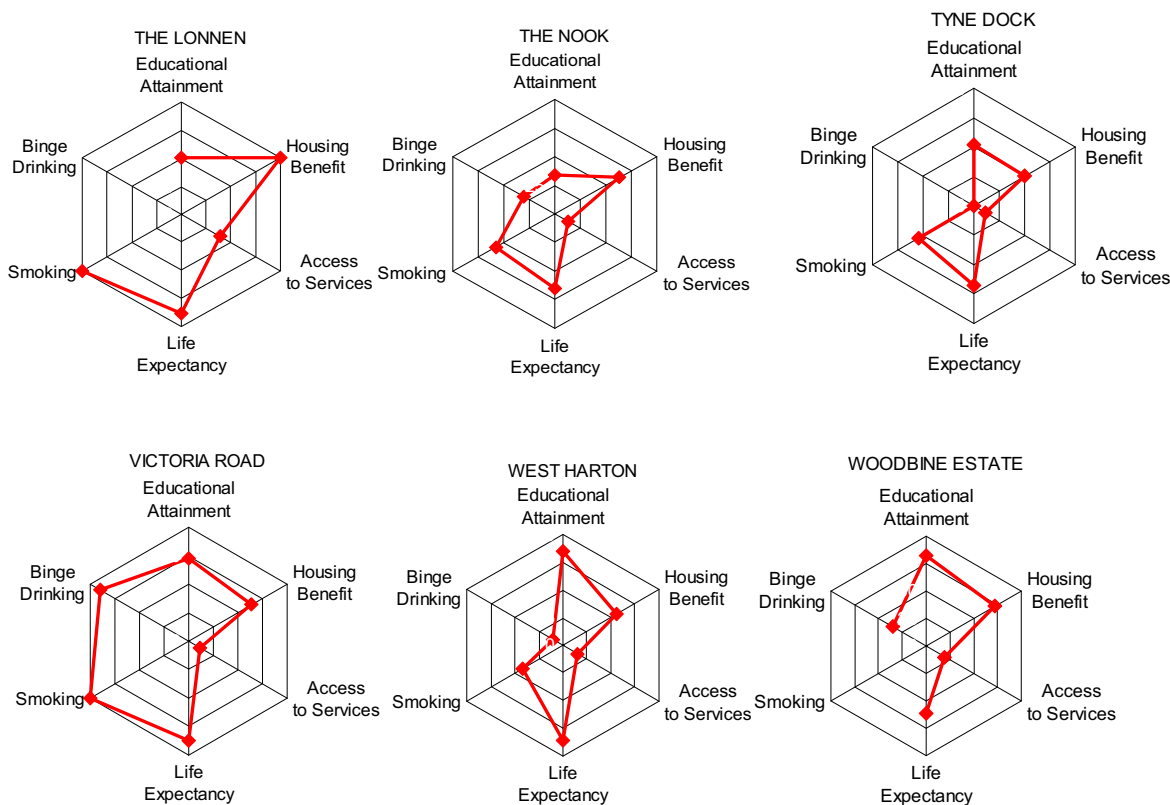 THE LONNEN
Educational
Attainment
Housing
Benefit
Access
to Services
Life
Expectancy
Smoking
Binge
Drinking
THE NOOK
Educational
Attainment
Housing
Benefit
Access
to Services
Life
Expectancy
Smoking
Binge
Drinking
TYNE DOCK
Educational
Attainment
Housing
Benefit
Access
to Services
Life
Expectancy
Smoking
Binge
Drinking
VICTORIA ROAD
Educational
Attainment
Housing
Benefit
Access
to Services
Life
Expectancy
Smoking
Binge
Drinking
WEST HARTON
Educational
Attainment
Housing
Benefit
Access
to Services
Life
Expectancy
Smoking
Binge
Drinking
WOODBINE ESTATE
Educational
Attainment
Housing
Benefit
Access
to Services
Life
Expectancy
Smoking
Binge
Drinking